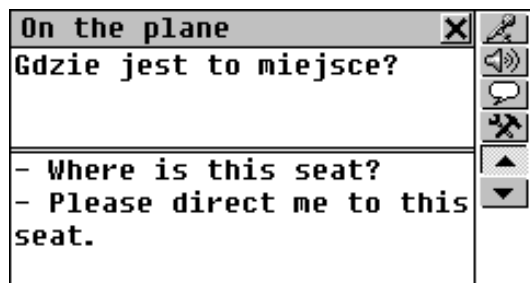 On the plane
Gdzie jest to miejsce?
- Where is this seat?
- Please direct me to this
seat.